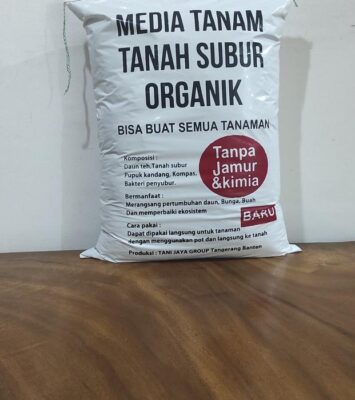 MEDIA TANAM
TANAH SUBUR
ORGANIK
BISA BUAT SEMUA TANAMAN
Komposisi :
Daun teh,Tanah subur
Pupuk kandang, Kompas.
Bakteri penyubur.
Tanpa
Jamur
&kimia
Bermanfaat :
Merangsang pertumbuhan daun, Bunga, Buah
Dan memperbaiki ekosistem
BARU
Cara pakai :
Dapat dipakai langsung untuk tanaman
dengan menggunakan pot dan langsung ke tanah
Produksi : TANI JAYA GROUP Tangerang Banten